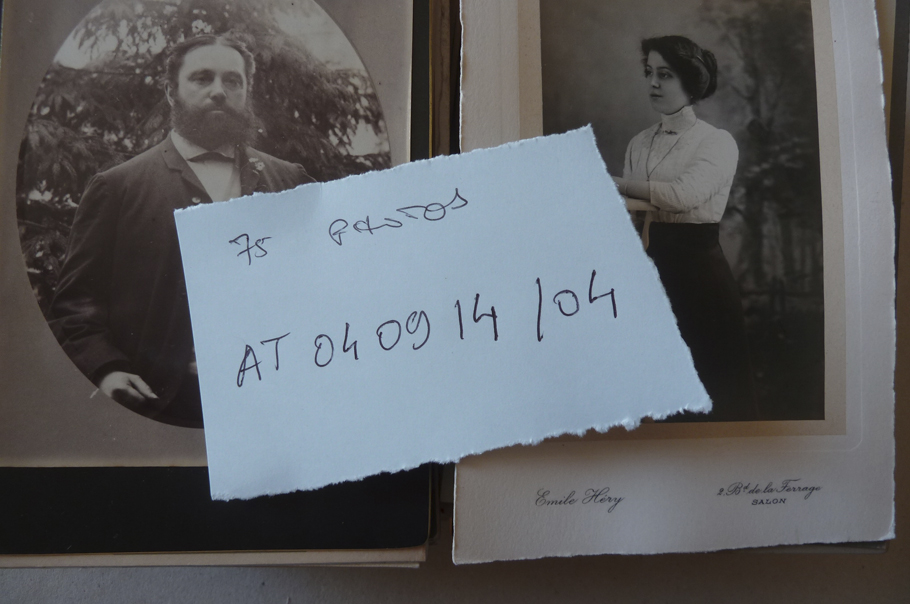 75 PHOTOS
AT 04 09 14 / 04
Emile Héry
2. Bd de la Ferrage
SALON